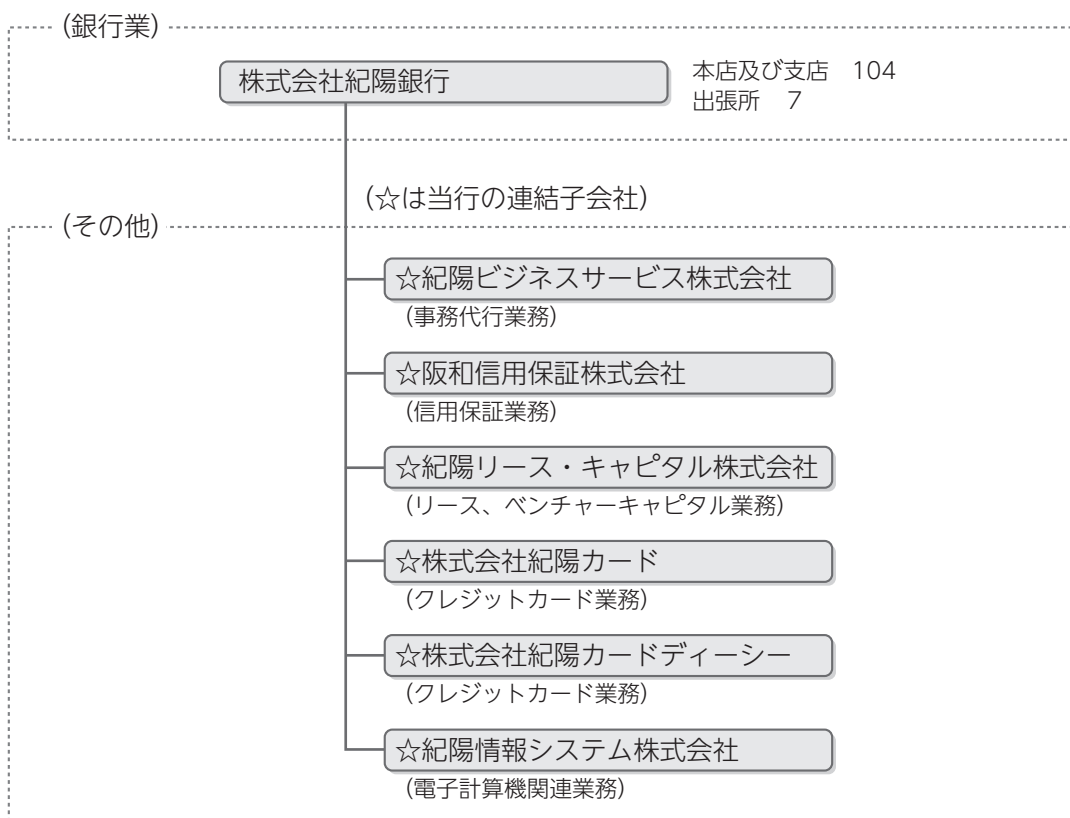 (銀行業)
株式会社紀陽銀行
本店及び支店　104
出張所　7
(☆は当行の連結子会社)
(その他)
☆紀陽ビジネスサービス株式会社
(事務代行業務)
☆阪和信用保証株式会社
(信用保証業務)
☆紀陽リース・キャピタル株式会社
(リース、ベンチャーキャピタル業務)
☆株式会社紀陽カード
(クレジットカード業務)
☆株式会社紀陽カードディーシー
(クレジットカード業務)
☆紀陽情報システム株式会社
(電子計算機関連業務)